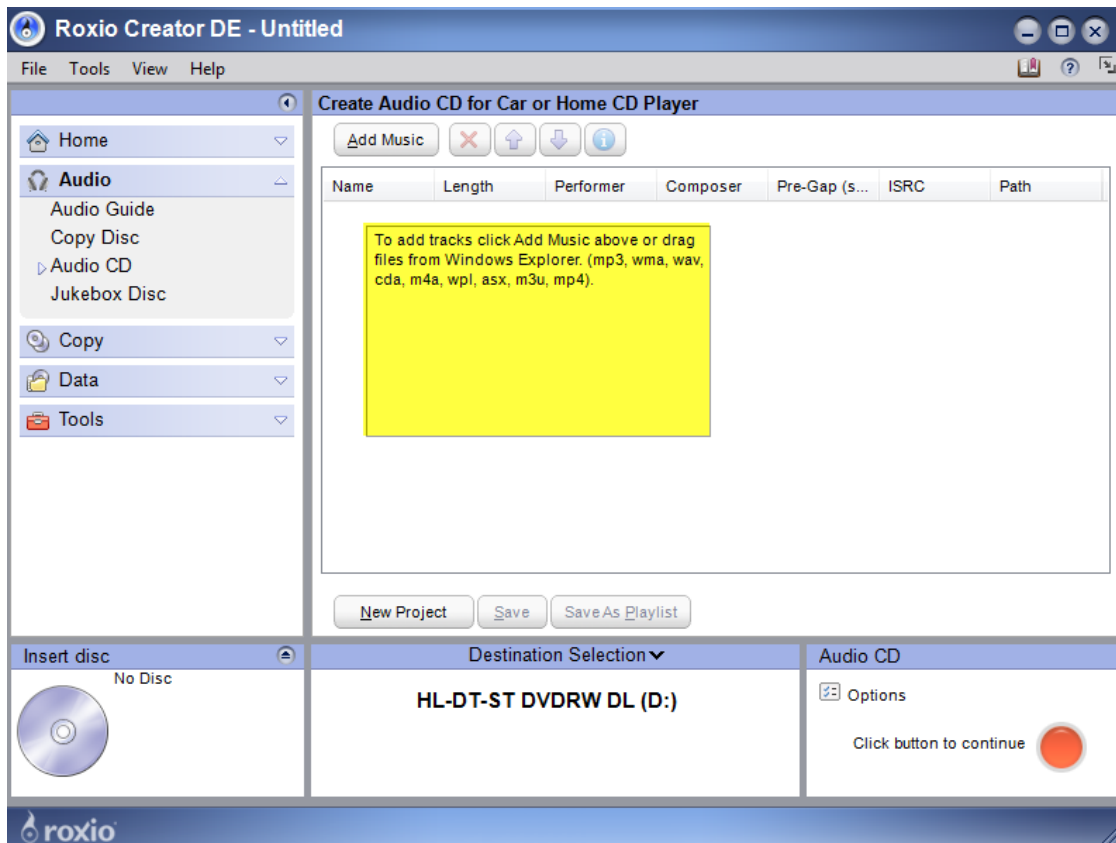 Roxio Creator DE - Untitled
File Tools View Help
Create Audio CD for Car or Home CD Player
Home
Audio
Audio Guide
Copy Disc
Audio CD
Jukebox Disc
Copy
Data
Tools
Add Music
Name Length Performer Composer Pre-Gap (s... ISRC Path
To add tracks click Add Music above or drag
files from Windows Explorer. (mp3, wma, wav,
cda, m4a, wpl, asx, m3u, mp4).
New Project Save Save As Playlist
Insert disc
No Disc
Destination Selection
HL-DT-ST DVDRW DL (D:)
Audio CD
Options
Click button to continue
roxio